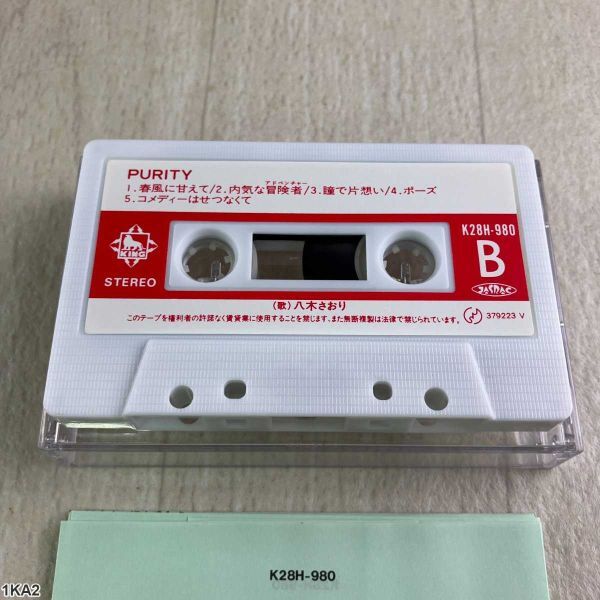 PURITY
アドベンチャー
1.春風に甘えて/2.内気な冒険者/3.瞳で片想い/4.ポーズ
5.コメディーはせつなくて
K28H-980
KING
B
STEREO
JASRAC
(歌)八木さおり
このテープを権利者の許諾なく賃貸業に使用することを禁じます。また無断複製は法律で禁じられています。
379223 V
K28H-980
1KA2